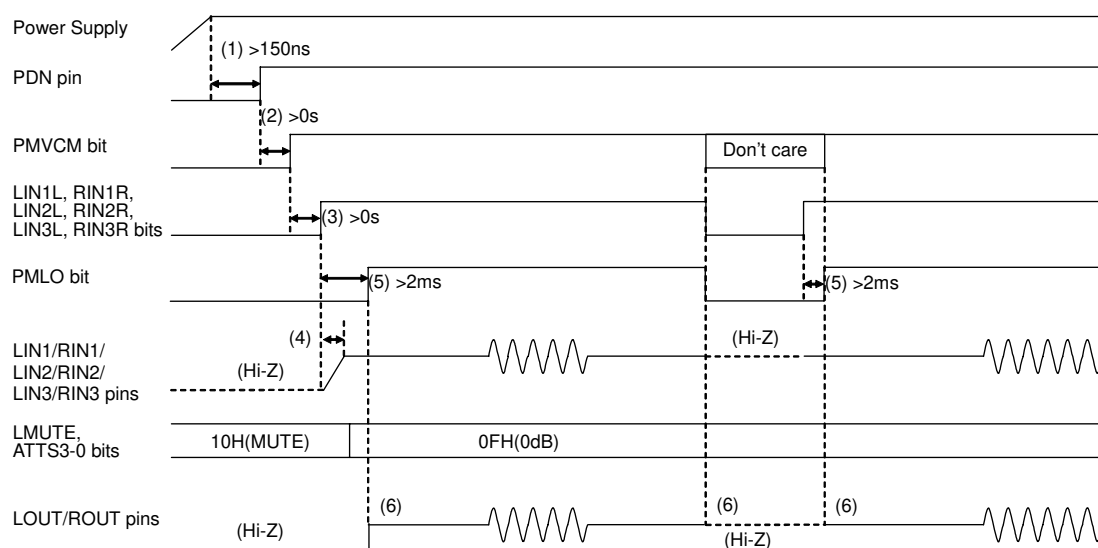 Power Supply
(1) >150ns
PDN pin
(2) >0s
PMVCM bit
Don't care
LIN1L, RIN1R,
LIN2L, RIN2R,
LIN3L, RIN3R bits
(3) >0s
PMLO bit
(5) >2ms
(5) >2ms
(4)
LIN1/RIN1/
LIN2/RIN2/
LIN3/RIN3 pins
(Hi-Z)
(Hi-Z)
LMUTE,
ATTS3-0 bits
10H(MUTE)
0FH(0dB)
LOUT/ROUT pins
(Hi-Z)
(6)
(6)
(6)
(Hi-Z)